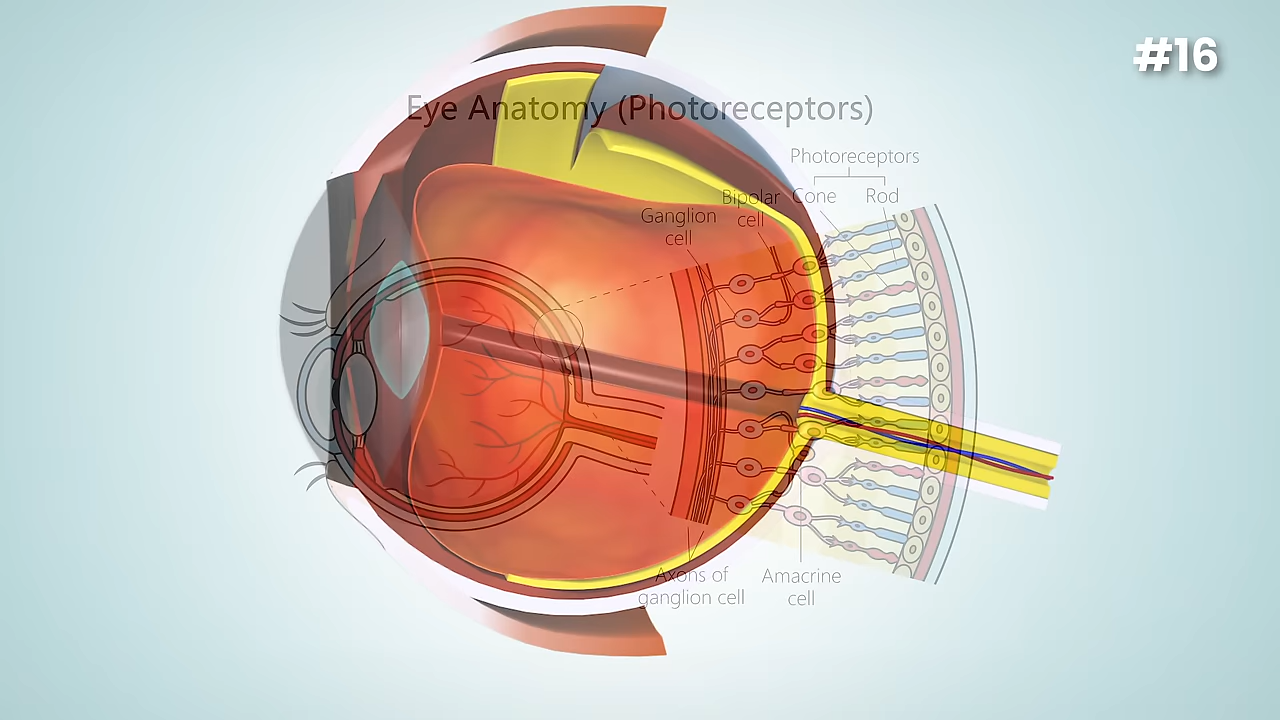 #16
Eye Anatomy (Photoreceptors)
Photoreceptors
Cone
Rod
Bipolar
cell
Ganglion
cell
Axons of
ganglion cell
Amacrine
cell